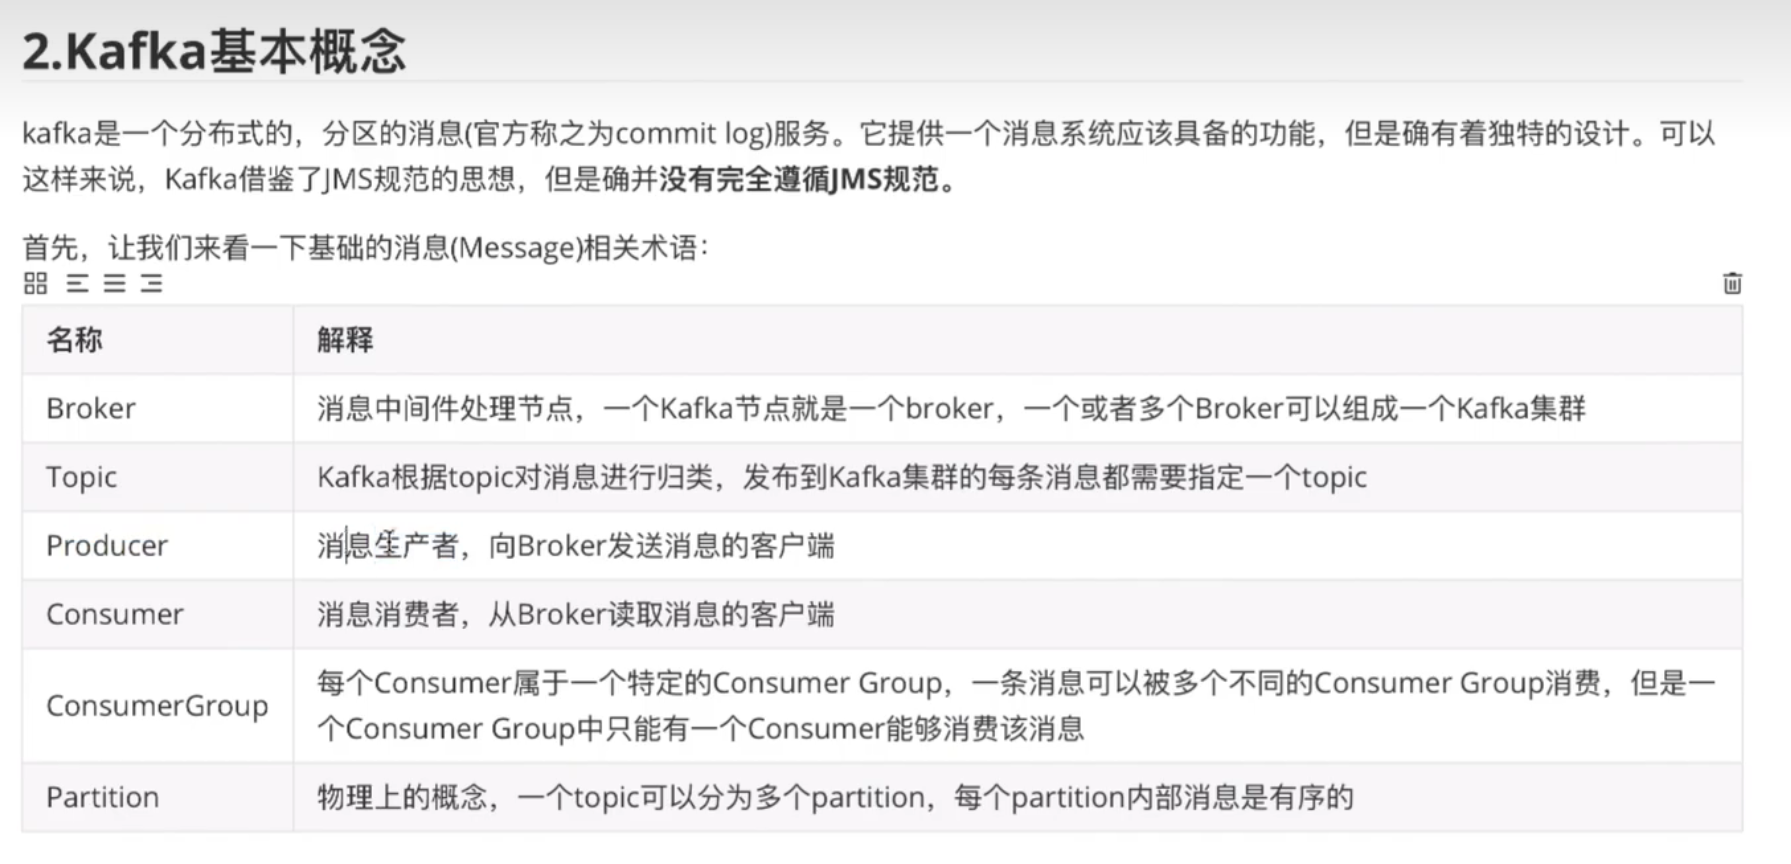 2.Kafka基本概念
kafka是一个分布式的，分区的消息(官方称之为commit log)服务。它提供一个消息系统应该具备的功能，但是确有着独特的设计。可以
这样来说，Kafka借鉴了JMS规范的思想，但是确并没有完全遵循JMS规范。
首先，让我们来看一下基础的消息(Message)相关术语：
名称 解释
Broker 消息中间件处理节点，一个Kafka节点就是一个broker，一个或者多个Broker可以组成一个Kafka集群
Topic Kafka根据topic对消息进行归类，发布到Kafka集群的每条消息都需要指定一个topic
Producer 消息生产者，向Broker发送消息的客户端
Consumer 消息消费者，从Broker读取消息的客户端
ConsumerGroup 每个Consumer属于一个特定的Consumer Group，一条消息可以被多个不同的Consumer Group消费，但是一
个Consumer Group中只能有一个Consumer能够消费该消息
Partition 物理上的概念，一个topic可以分为多个partition，每个partition内部消息是有序的